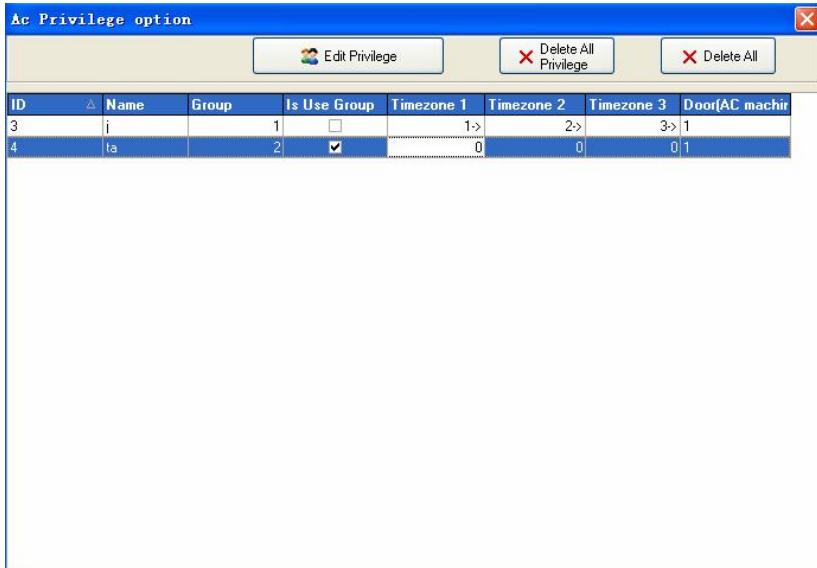 Ac Privilege option
Edit Privilege
Delete All
Privilege
Delete All
ID Name Group Is Use Group Timezone 1 Timezone 2 Timezone 3 Door(AC machin
3 j 1 1-> 2-> 3-> 1
4 ta 2 0 0 0 1